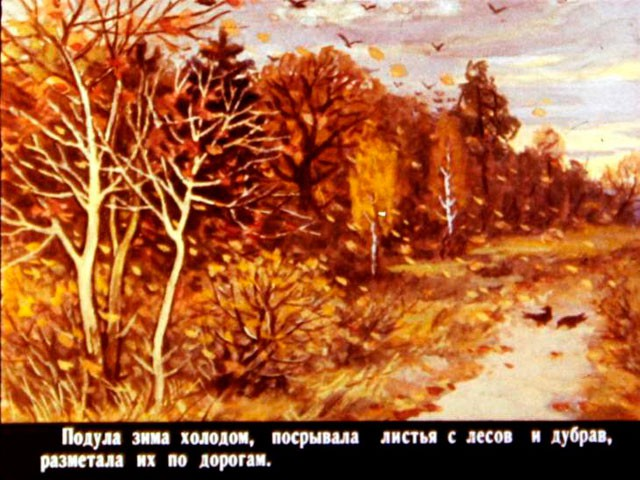 Подула зима холодом, посрывала листья с лесов и дубрав,
разметала их по дорогам.